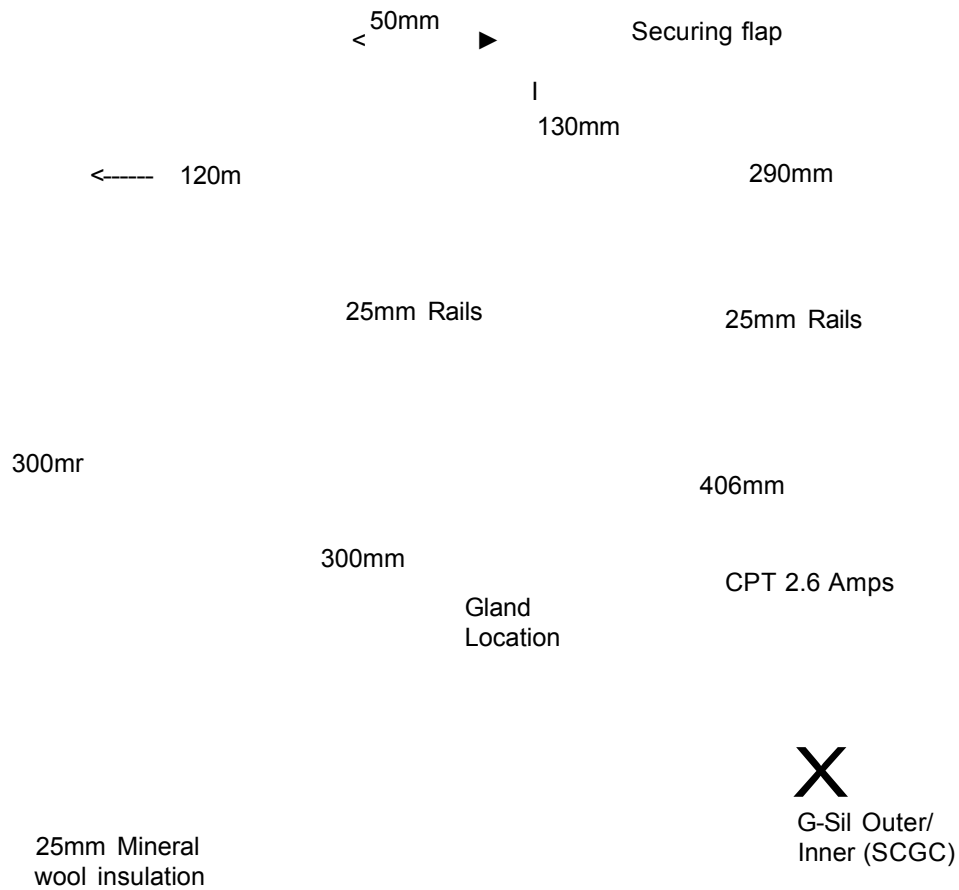 50mm
< ►
Securing flap
I
130mm
<------ 120m
290mm
25mm Rails
25mm Rails
300mr
406mm
300mm
CPT 2.6 Amps
Gland
Location
X
G-Sil Outer/
Inner (SCGC)
25mm Mineral
wool insulation